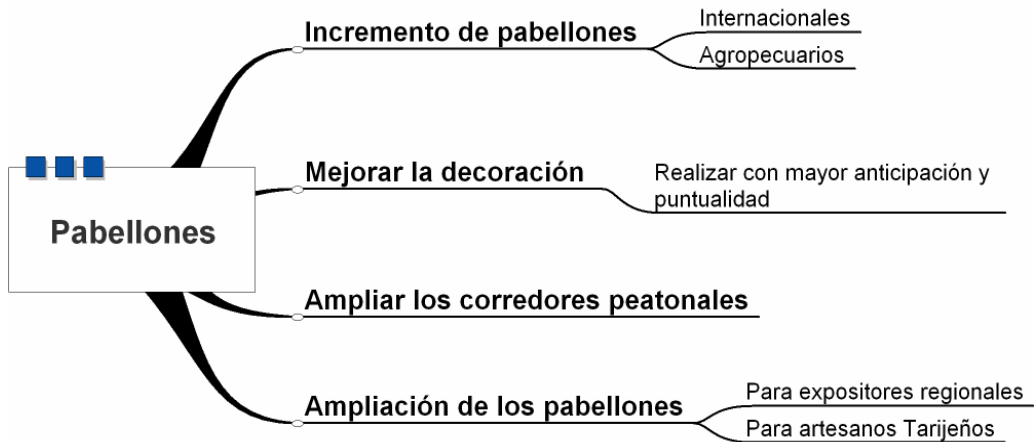 Pabellones
Incremento de pabellones
Internacionales
Agropecuarios
Mejorar la decoración
Realizar con mayor anticipación y
puntualidad
Ampliar los corredores peatonales
Ampliación de los pabellones
Para expositores regionales
Para artesanos Tarijeños